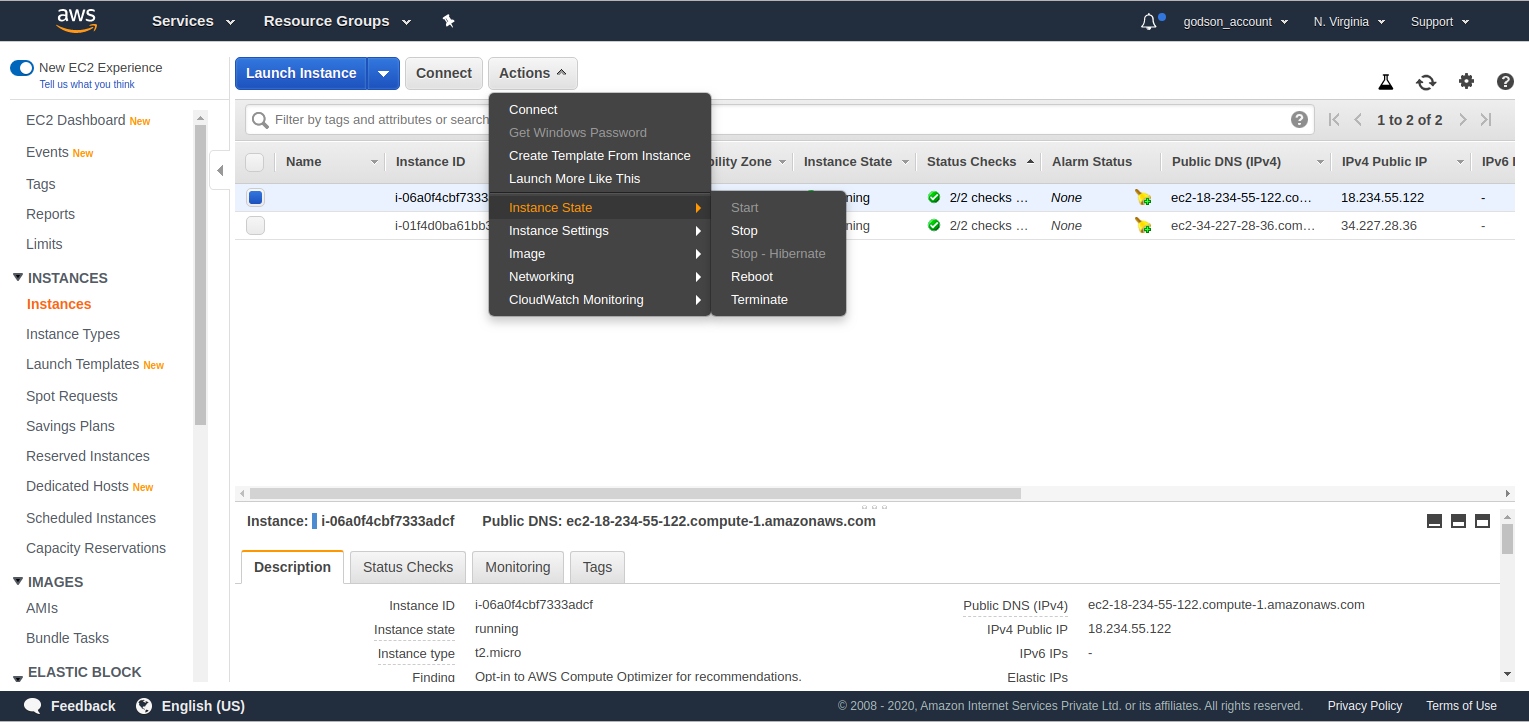 aws Services Resource Groups godson_account N. Virginia Support
New EC2 Experience
Tell us what you think
EC2 Dashboard New
Events New
Tags
Reports
Limits
INSTANCES
Instances
Instance Types
Launch Templates New
Spot Requests
Savings Plans
Reserved Instances
Dedicated Hosts New
Scheduled Instances
Capacity Reservations
IMAGES
AMIs
Bundle Tasks
ELASTIC BLOCK
Launch Instance Connect Actions
Filter by tags and attributes or search
1 to 2 of 2
Connect
Get Windows Password
Create Template From Instance
Launch More Like This
Instance State
Instance Settings
Image
Networking
CloudWatch Monitoring
Start
Stop
Stop - Hibernate
Reboot
Terminate
Name Instance ID bility Zone Instance State Status Checks Alarm Status Public DNS (IPv4) IPv4 Public IP IPv6
i-06a0f4cbf7333 ning 2/2 checks ... None ec2-18-234-55-122.co... 18.234.55.122 -
i-01f4d0ba61bb3 ning 2/2 checks ... None ec2-34-227-28-36.com... 34.227.28.36 -
Instance: i-06a0f4cbf7333adcf Public DNS: ec2-18-234-55-122.compute-1.amazonaws.com
Description Status Checks Monitoring Tags
Instance ID i-06a0f4cbf7333adcf Public DNS (IPv4) ec2-18-234-55-122.compute-1.amazonaws.com
Instance state running IPv4 Public IP 18.234.55.122
Instance type t2.micro IPv6 IPs -
Finding Opt-in to AWS Compute Optimizer for recommendations. Elastic IPs
Feedback English (US) © 2008 - 2020, Amazon Internet Services Private Ltd. or its affiliates. All rights reserved. Privacy Policy Terms of Use